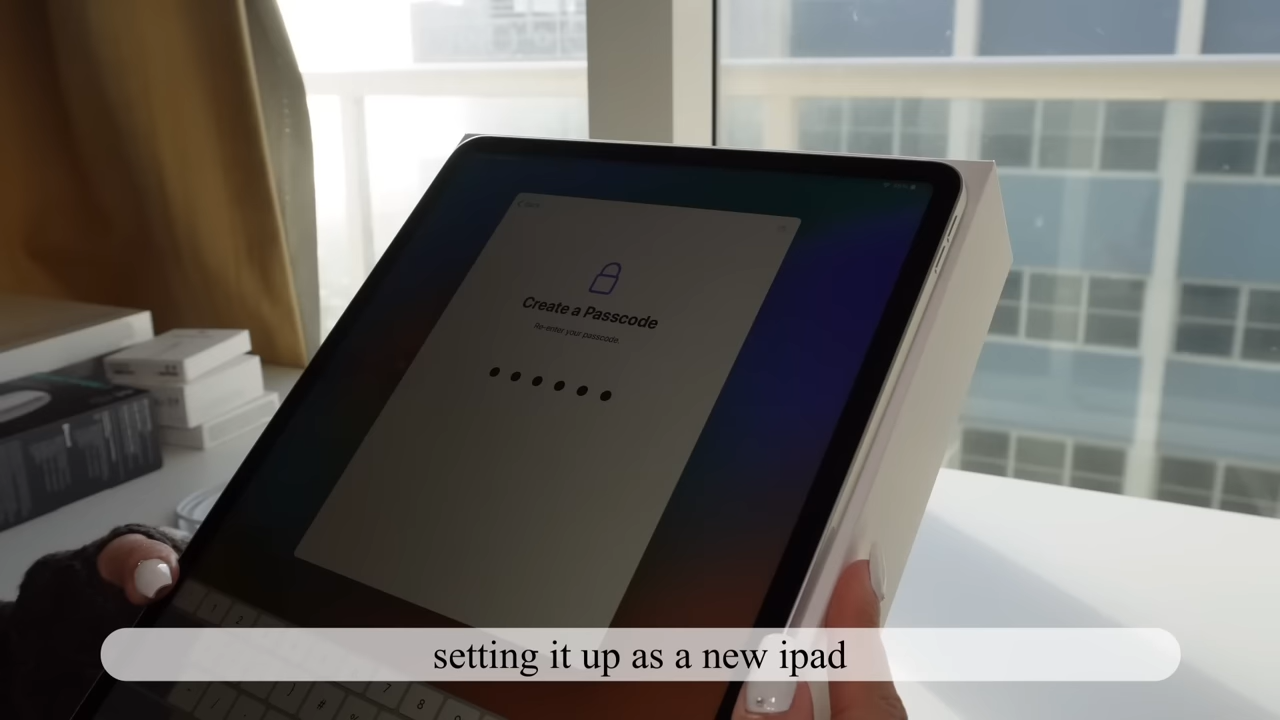 Create a Passcode
Re-enter your passcode.
setting it up as a new ipad